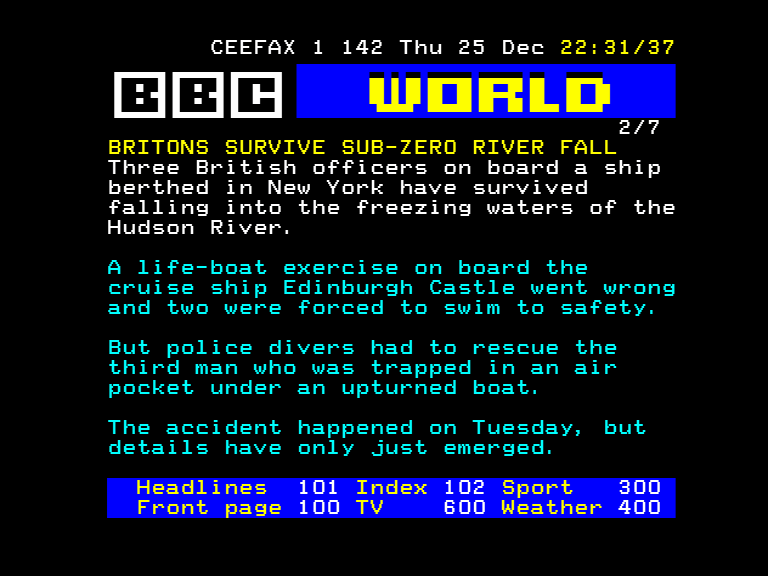 CEEFAX 1 142 Thu 25 Dec 22:31/37
BBC WORLD
2/7
BRITONS SURVIVE SUB-ZERO RIVER FALL
Three British officers on board a ship
berthed in New York have survived
falling into the freezing waters of the
Hudson River.
A life-boat exercise on board the
cruise ship Edinburgh Castle went wrong
and two were forced to swim to safety.
But police divers had to rescue the
third man who was trapped in an air
pocket under an upturned boat.
The accident happened on Tuesday, but
details have only just emerged.
Headlines 101 Index 102 Sport 300
Front page 100 TV 600 Weather 400